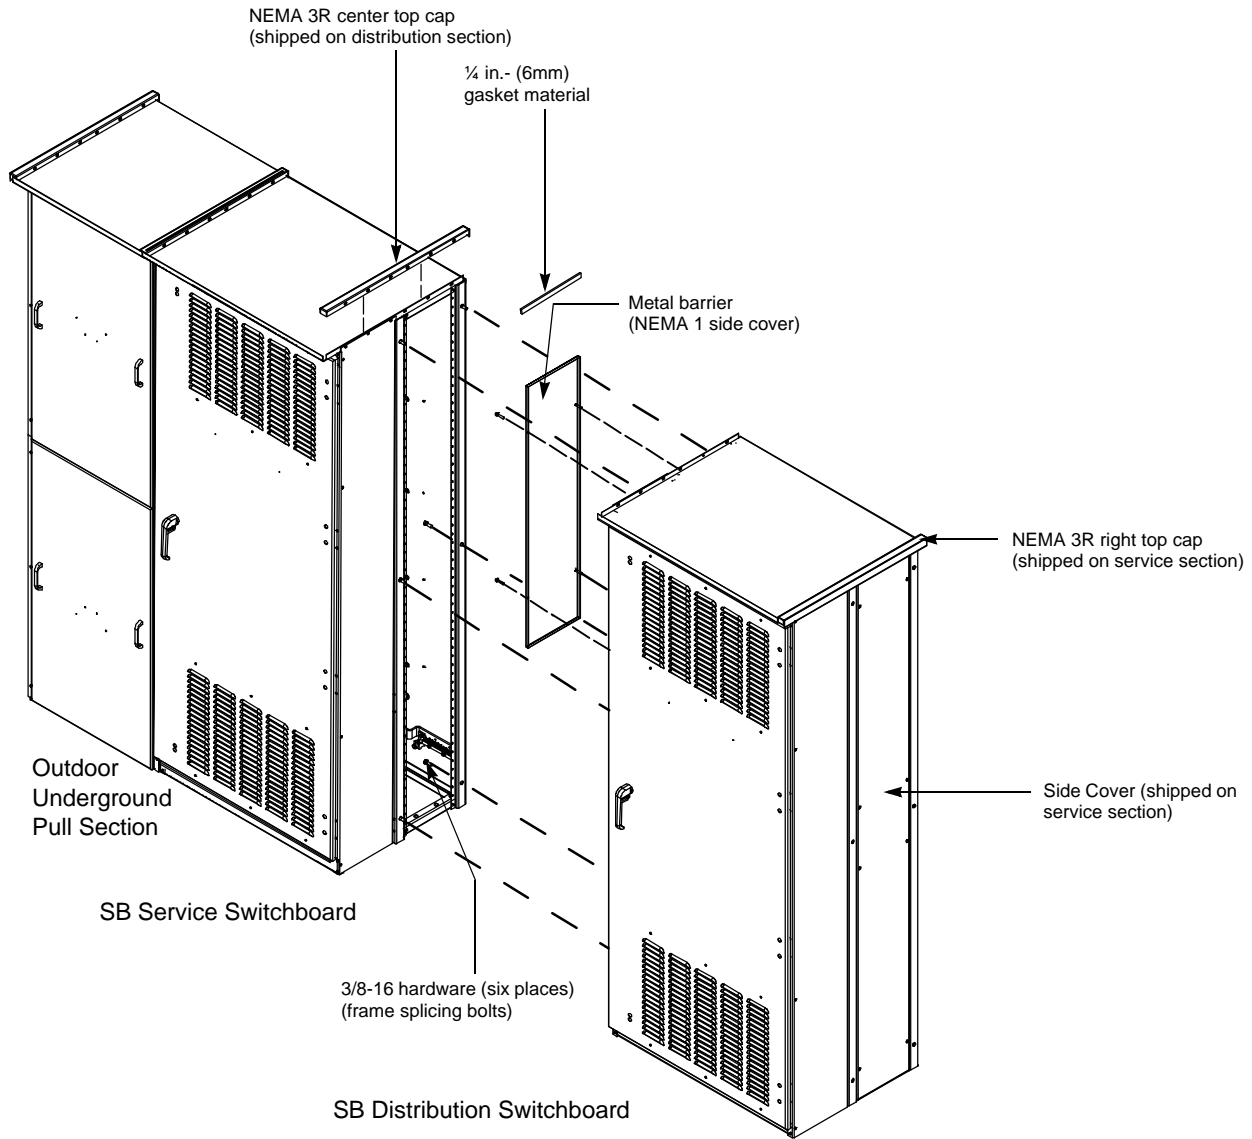 NEMA 3R center top cap
(shipped on distribution section)
¼ in.- (6mm)
gasket material
Metal barrier
(NEMA 1 side cover)
NEMA 3R right top cap
(shipped on service section)
Side Cover (shipped on
service section)
Outdoor
Underground
Pull Section
SB Service Switchboard
3/8-16 hardware (six places)
(frame splicing bolts)
SB Distribution Switchboard